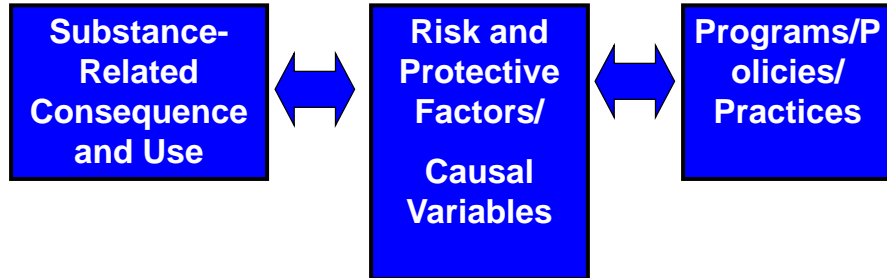 Substance-
Related
Consequence
and Use
Risk and
Protective
Factors/
Causal
Variables
Programs/P
olicies/
Practices